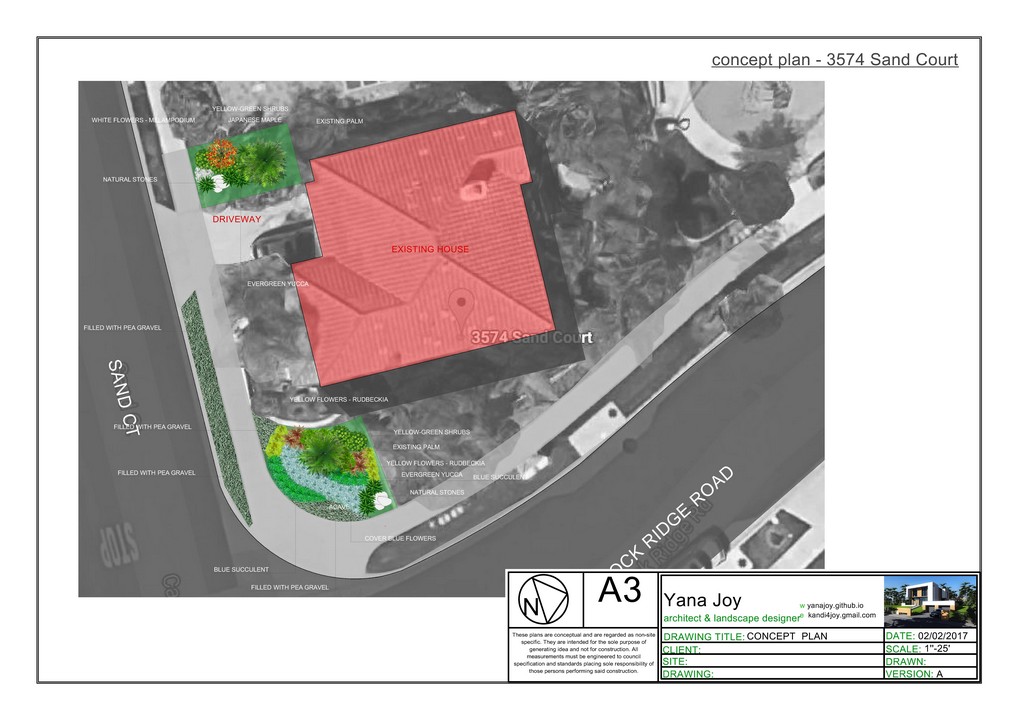 concept plan - 3574 Sand Court
YELLOW-GREEN SHRUBS
WHITE FLOWERS - MELAMPODIUM
JAPANESE MAPLE
EXISTING PALM
NATURAL STONES
DRIVEWAY
EXISTING HOUSE
EVERGREEN YUCCA
FILLED WITH PEA GRAVEL
3574 Sand Court
SAND CT
YELLOW FLOWERS - RUDBECKIA
FILLED WITH PEA GRAVEL
YELLOW-GREEN SHRUBS
EXISTING PALM
YELLOW FLOWERS - RUDBECKIA
FILLED WITH PEA GRAVEL
EVERGREEN YUCCA
BLUE SUCCULENT
NATURAL STONES
AGAVE
STOP
COVER BLUE FLOWERS
OCK RIDGE ROAD
BLUE SUCCULENT
FILLED WITH PEA GRAVEL
N
A3
Yana Joy
architect & landscape designer
w yanajoy.github.io
e kandi4joy.gmail.com
These plans are conceptual and are regarded as non-site
specific. They are intended for the sole purpose of
generating idea and not for construction. All
measurements must be engineered to council
specification and standards placing sole responsibility of
those persons performing said construction.
DRAWING TITLE: CONCEPT PLAN
DATE: 02/02/2017
CLIENT:
SCALE: 1"-25'
SITE:
DRAWN:
DRAWING:
VERSION: A